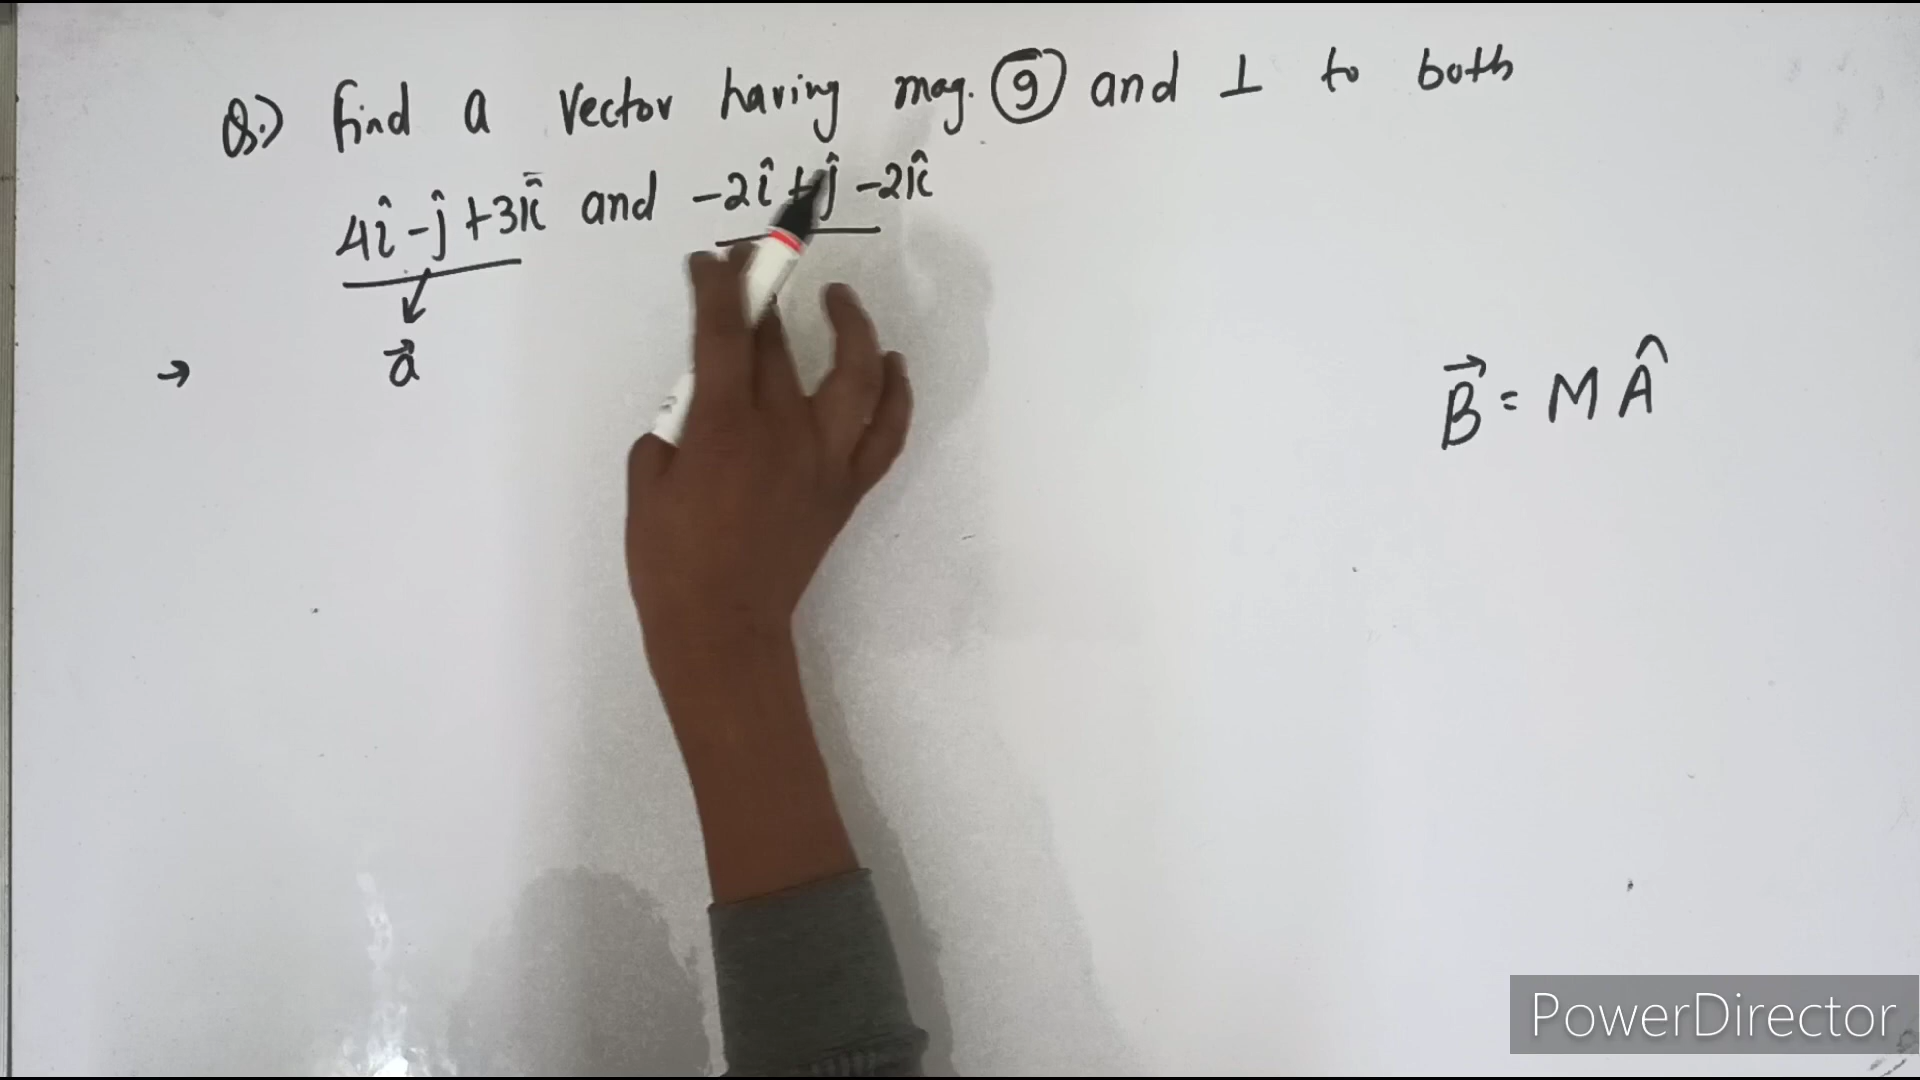 Q.) find a vector having mag. 9 and ⊥ to both
4î - ĵ + 3k̂ and -2î + ĵ - 2k̂
→ a⃗
B⃗ = M Â
PowerDirector